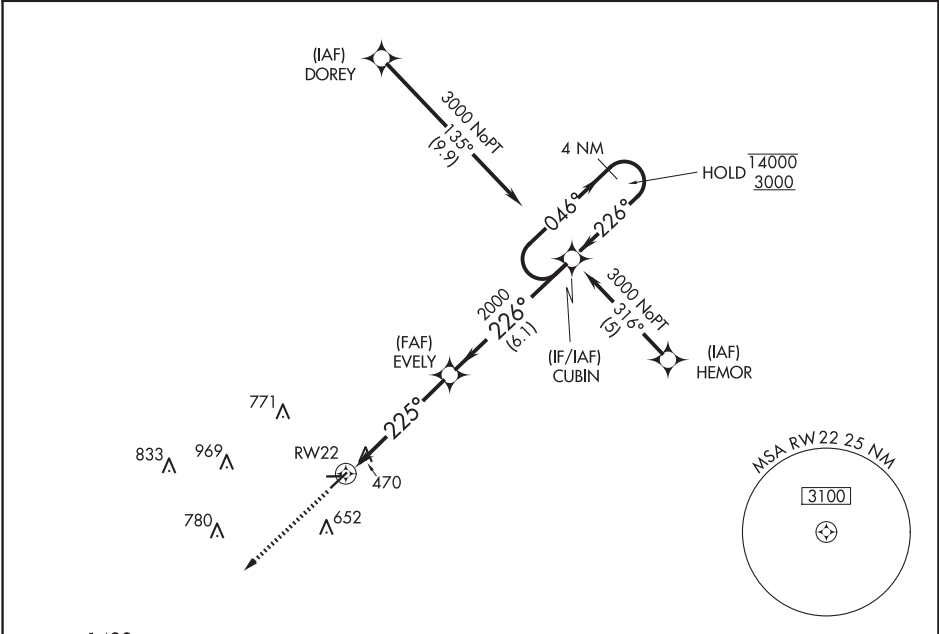 (IAF)
DOREY
3000 NoPT
135°
(9.9)
4 NM
HOLD 14000
3000
046°
226°
2000
226°
(6.1)
3000 NoPT
316°
(5)
(IF/IAF)
CUBIN
(IAF)
HEMOR
(FAF)
EVELY
225°
771
833
969
RW22
470
780
652
MSA RW22 25 NM
3100